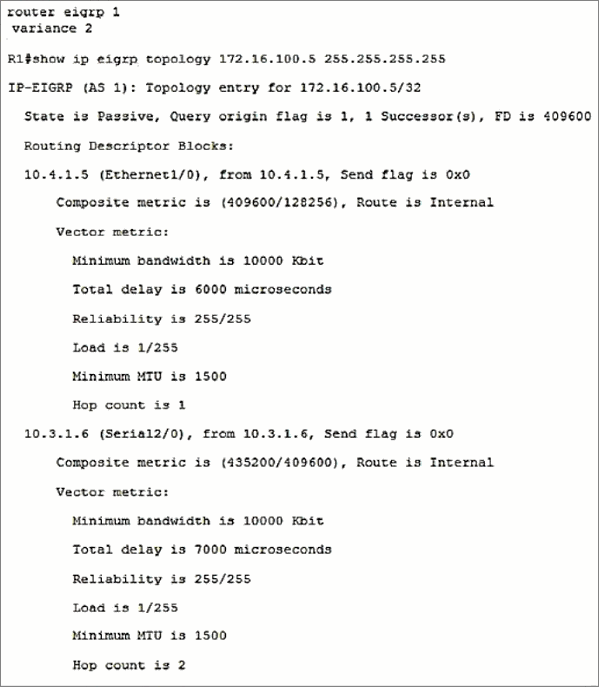 router eigrp 1
variance 2
R1#show ip eigrp topology 172.16.100.5 255.255.255.255
IP-EIGRP (AS 1): Topology entry for 172.16.100.5/32
State is Passive, Query origin flag is 1, 1 Successor(s), FD is 409600
Routing Descriptor Blocks:
10.4.1.5 (Ethernet1/0), from 10.4.1.5, Send flag is 0x0
Composite metric is (409600/128256), Route is Internal
Vector metric:
Minimum bandwidth is 10000 Kbit
Total delay is 6000 microseconds
Reliability is 255/255
Load is 1/255
Minimum MTU is 1500
Hop count is 1
10.3.1.6 (Serial2/0), from 10.3.1.6, Send flag is 0x0
Composite metric is (435200/409600), Route is Internal
Vector metric:
Minimum bandwidth is 10000 Kbit
Total delay is 7000 microseconds
Reliability is 255/255
Load is 1/255
Minimum MTU is 1500
Hop count is 2